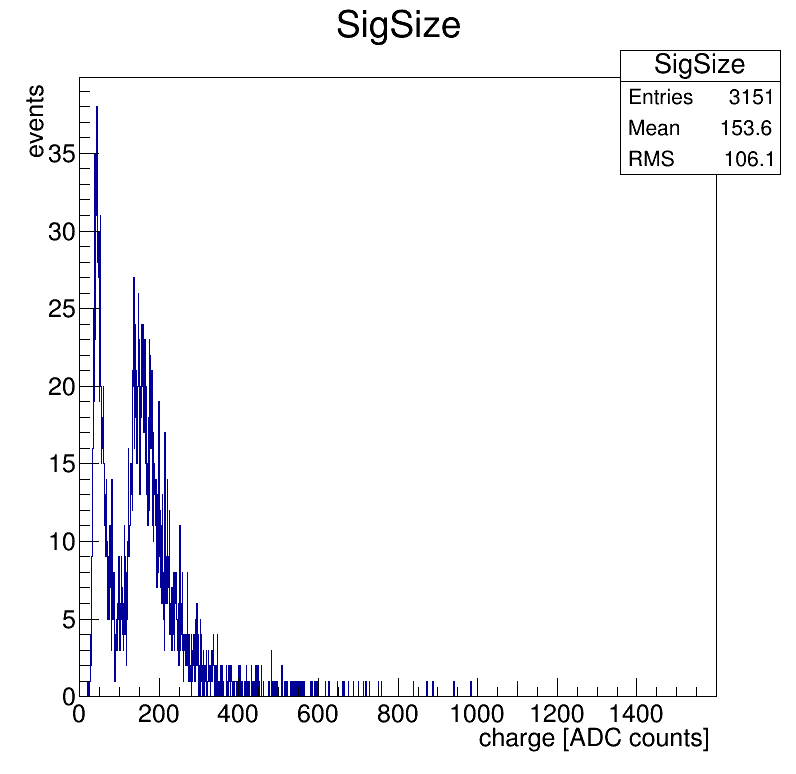 SigSize
SigSize
Entries 3151
Mean 153.6
RMS 106.1
events
35
30
25
20
15
10
5
0
0 200 400 600 800 1000 1200 1400
charge [ADC counts]